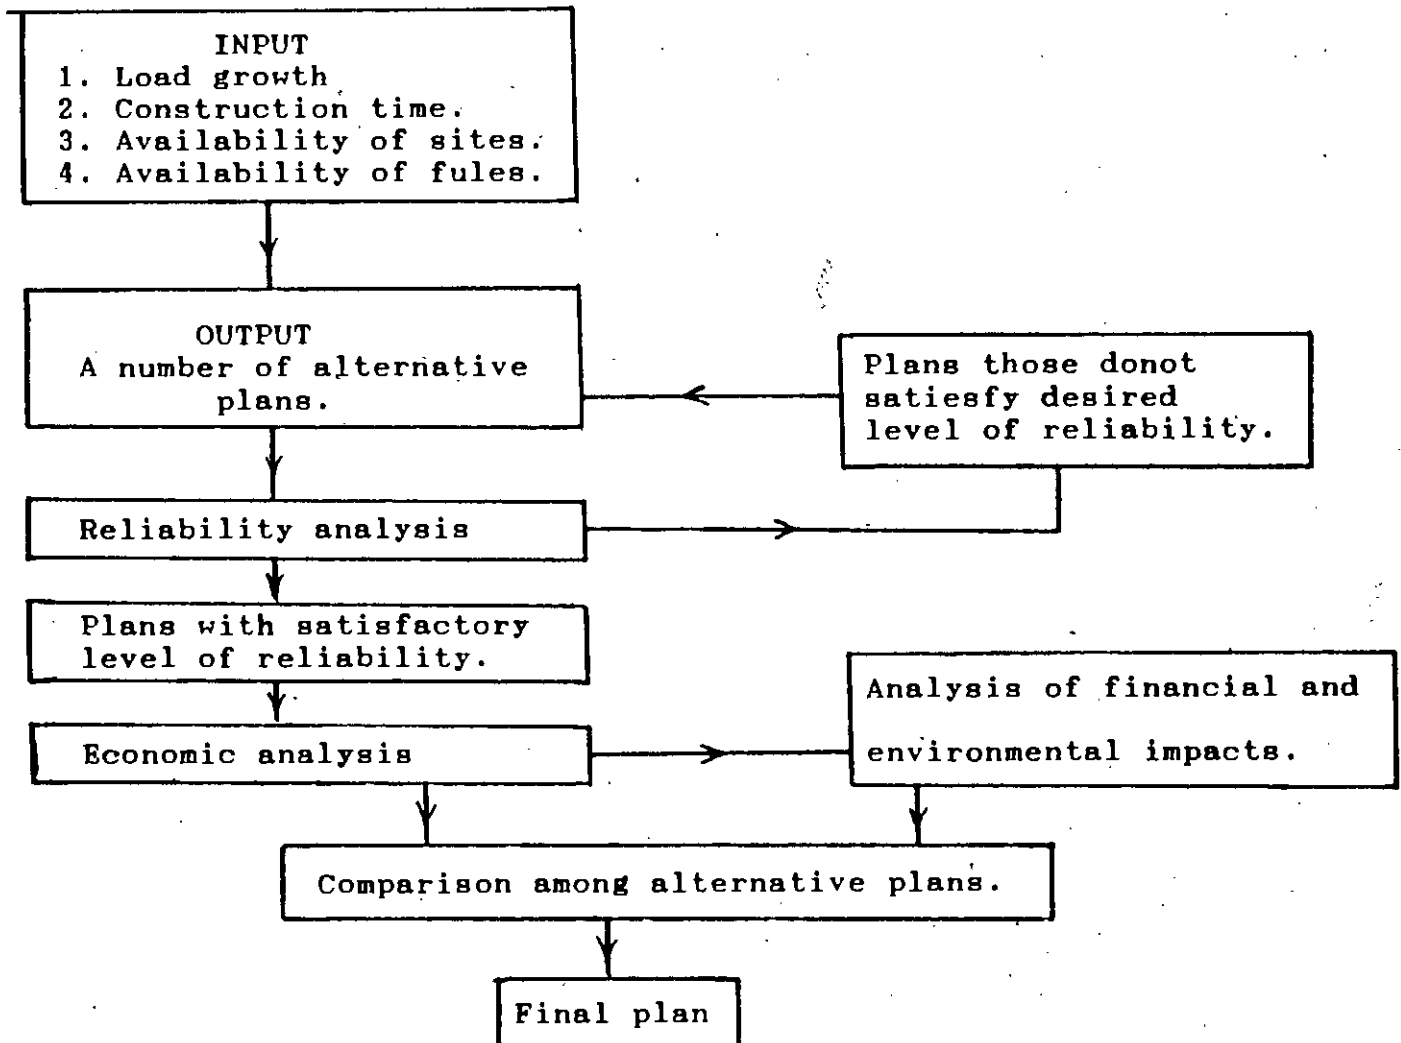 INPUT
1. Load growth
2. Construction time.
3. Availability of sites.
4. Availability of fules.
OUTPUT
A number of alternative
plans.
Plans those donot
satiesfy desired
level of reliability.
Reliability analysis
Plans with satisfactory
level of reliability.
Economic analysis
Analysis of financial and
environmental impacts.
Comparison among alternative plans.
Final plan